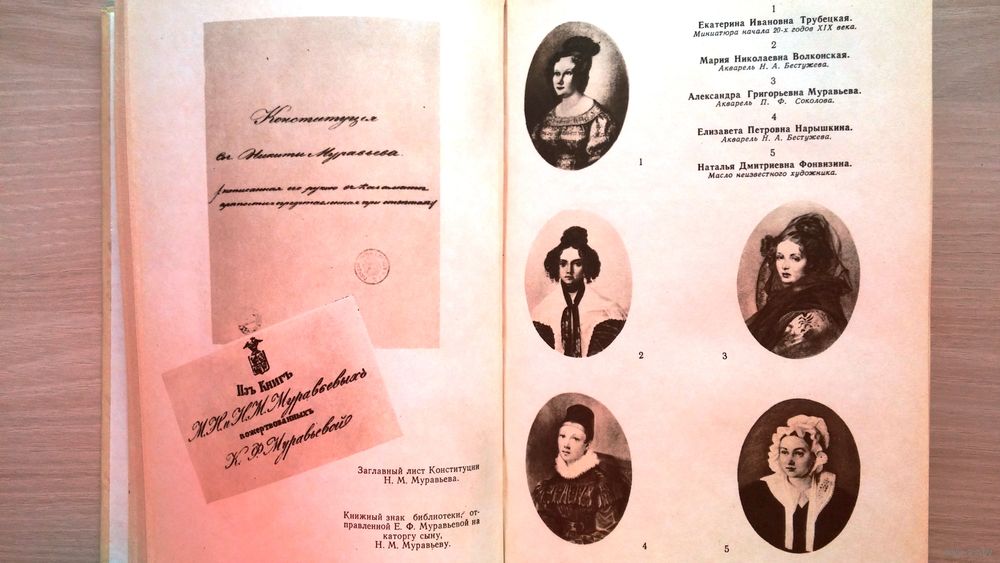 Конституция
соч. Никиты Муравьева.
Изъ Книгъ
М.Н. и Н.М. Муравьевыхъ
пожертвованныхъ
К. Ф. Муравьевой
Заглавный лист Конституции
Н. М. Муравьева.
Книжный знак библиотеки, от-
правленной Е. Ф. Муравьевой на
каторгу сыну,
Н. М. Муравьеву.
1
Екатерина Ивановна Трубецкая.
Миниатюра начала 20-х годов XIX века.
2
Мария Николаевна Волконская.
Акварель Н. А. Бестужева.
3
Александра Григорьевна Муравьева.
Акварель П. Ф. Соколова.
4
Елизавета Петровна Нарышкина.
Акварель Н. А. Бестужева.
5
Наталья Дмитриевна Фонвизина.
Масло неизвестного художника.
1
2
3
4
5